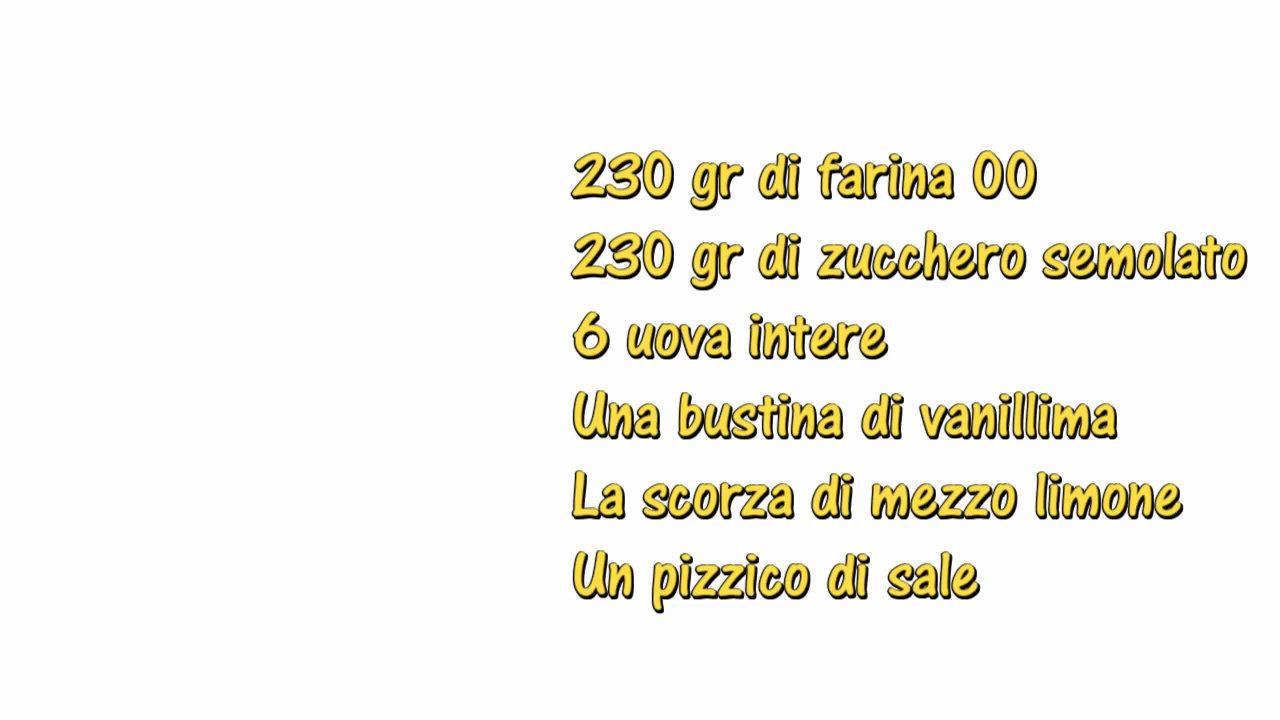 230 gr di farina 00
230 gr di zucchero semolato
6 uova intere
Una bustina di vanillima
La scorza di mezzo limone
Un pizzico di sale